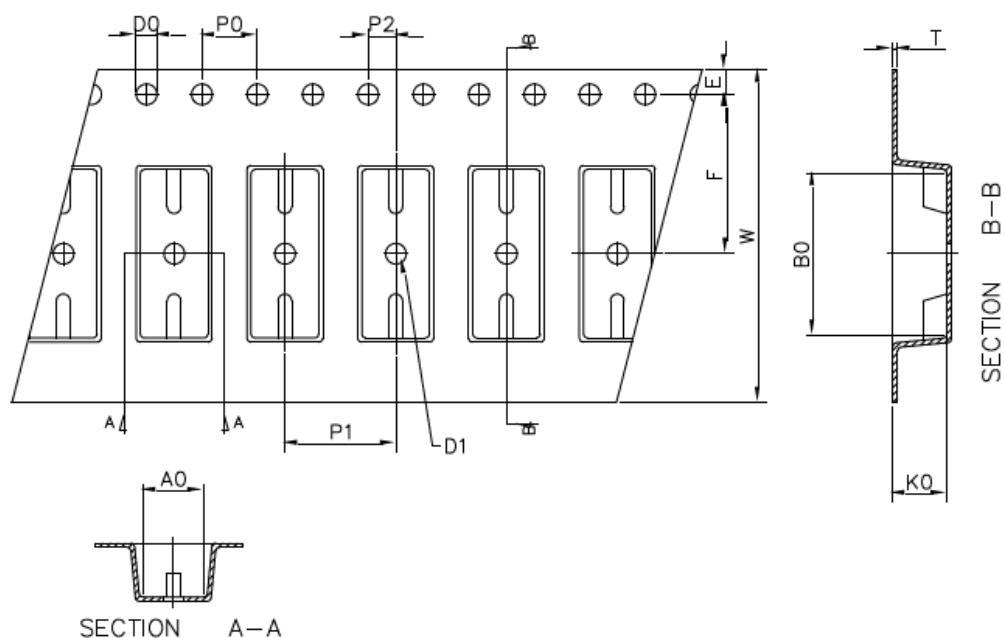 D0
P0
P2
B
T
E
F
W
B0
SECTION B-B
A
A
P1
D1
B
K0
A0
SECTION A-A